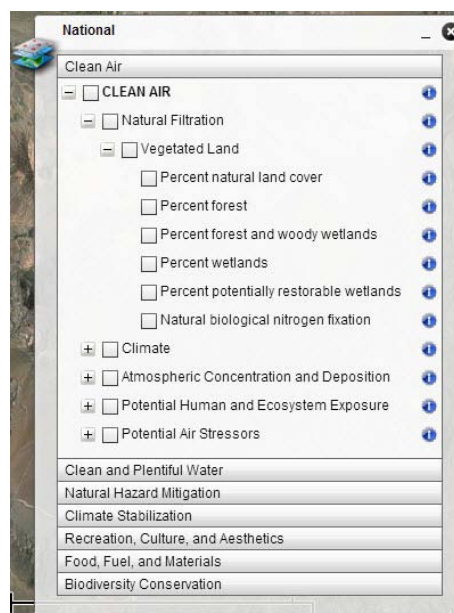 National
Clean Air
CLEAN AIR
Natural Filtration
Vegetated Land
Percent natural land cover
Percent forest
Percent forest and woody wetlands
Percent wetlands
Percent potentially restorable wetlands
Natural biological nitrogen fixation
Climate
Atmospheric Concentration and Deposition
Potential Human and Ecosystem Exposure
Potential Air Stressors
Clean and Plentiful Water
Natural Hazard Mitigation
Climate Stabilization
Recreation, Culture, and Aesthetics
Food, Fuel, and Materials
Biodiversity Conservation